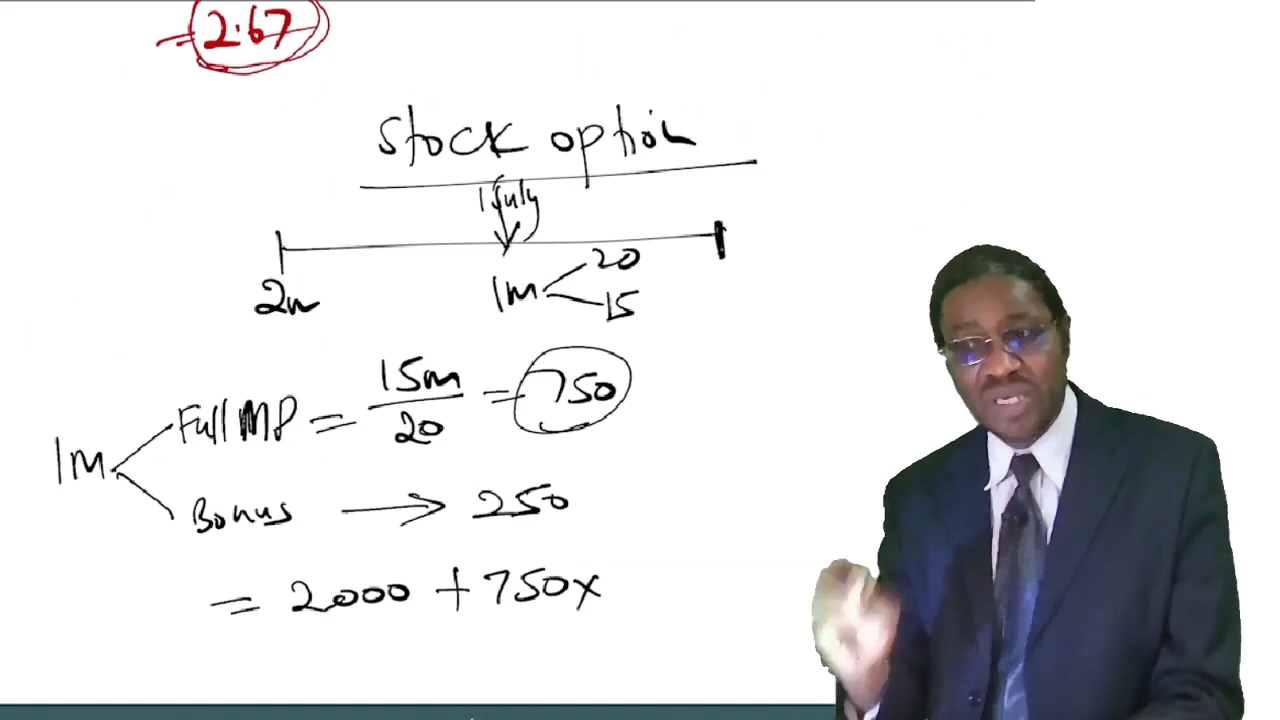 = 2.67
Stock option
1 July
2m
1m 20
15
1M Full MP = 15m / 20 = 750
Bonus → 250
= 2000 + 750x